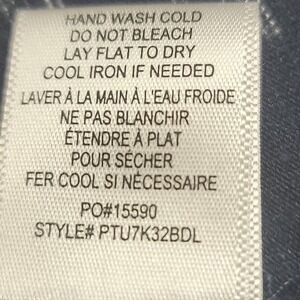 HAND WASH COLD
DO NOT BLEACH
LAY FLAT TO DRY
COOL IRON IF NEEDED
LAVER À LA MAIN À L'EAU FROIDE
NE PAS BLANCHIR
ÉTENDRE À PLAT
POUR SÉCHER
FER COOL SI NÉCESSAIRE
PO#15590
STYLE# PTU7K32BDL